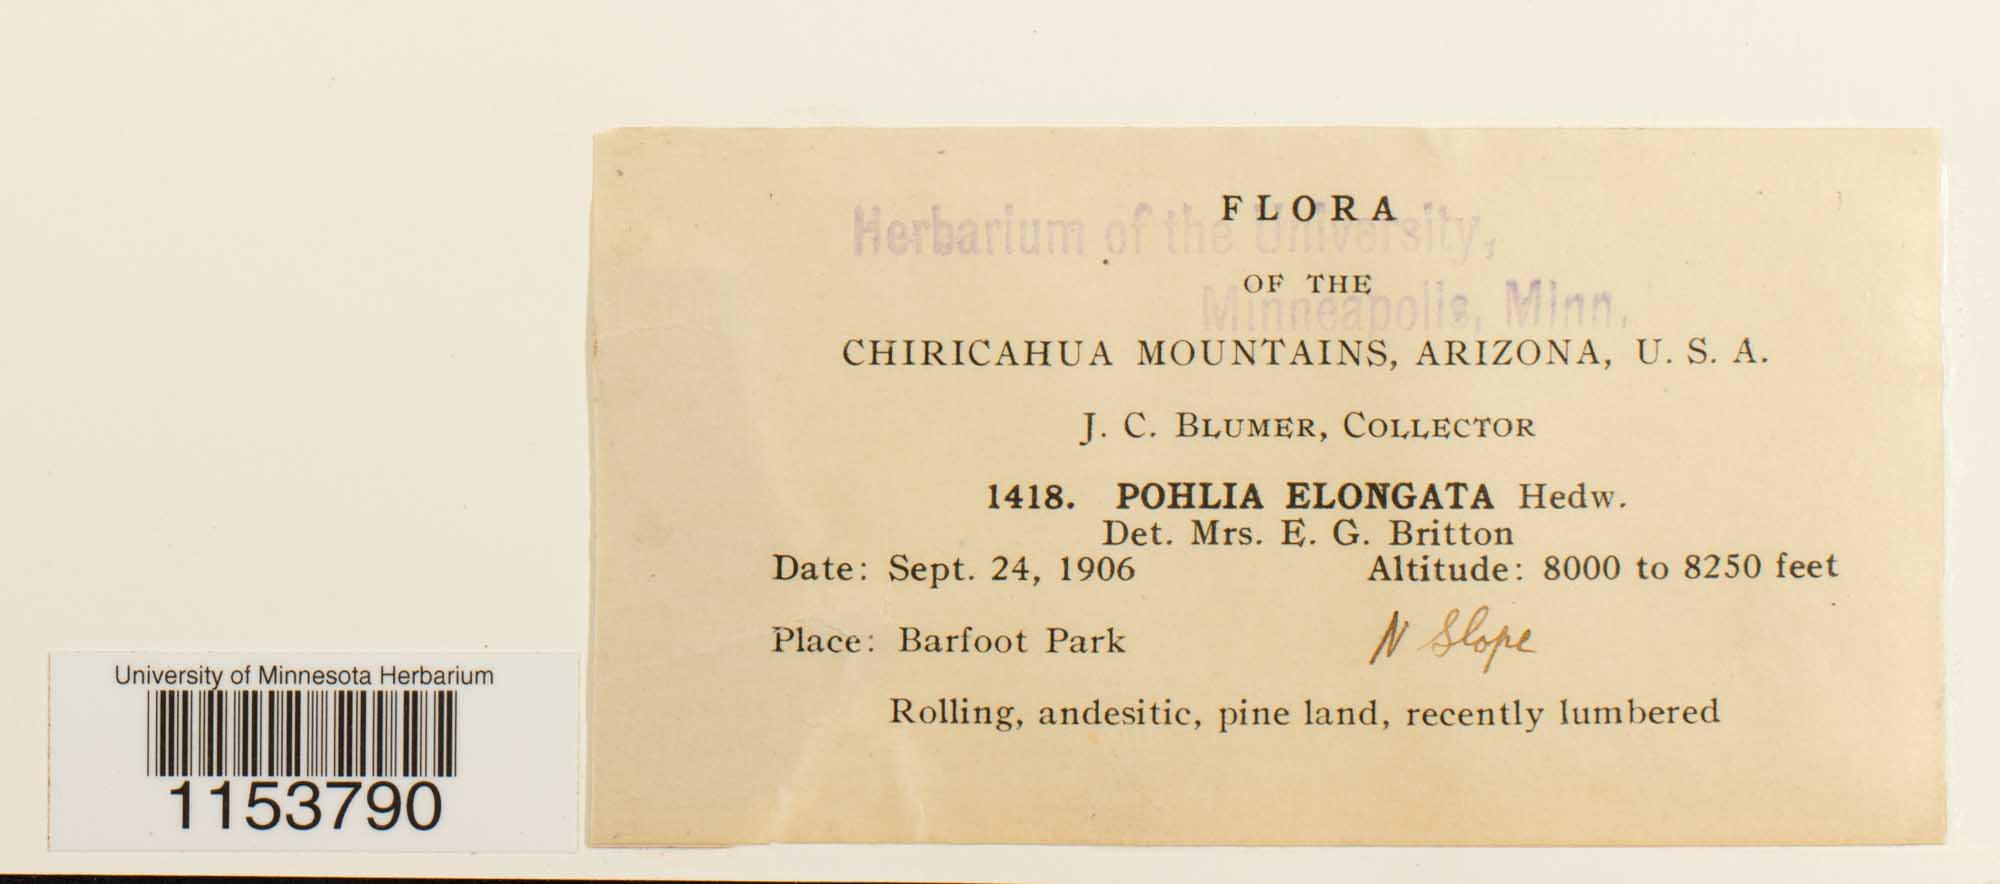 Herbarium of the University,
Minneapolis, Minn.
FLORA
OF THE
CHIRICAHUA MOUNTAINS, ARIZONA, U. S. A.
J. C. BLUMER, COLLECTOR
1418. POHLIA ELONGATA Hedw.
Det. Mrs. E. G. Britton
Date: Sept. 24, 1906 Altitude: 8000 to 8250 feet
Place: Barfoot Park N Slope
Rolling, andesitic, pine land, recently lumbered
University of Minnesota Herbarium
1153790